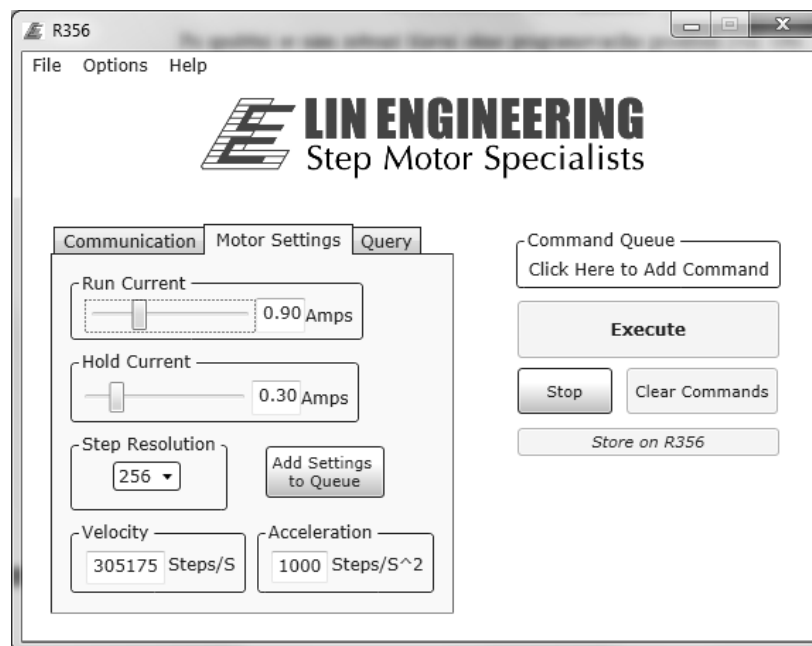 R356
File Options Help
LIN ENGINEERING
Step Motor Specialists
Communication Motor Settings Query
Run Current
0.90 Amps
Hold Current
0.30 Amps
Step Resolution
256
Add Settings
to Queue
Velocity
305175 Steps/S
Acceleration
1000 Steps/S^2
Command Queue
Click Here to Add Command
Execute
Stop
Clear Commands
Store on R356